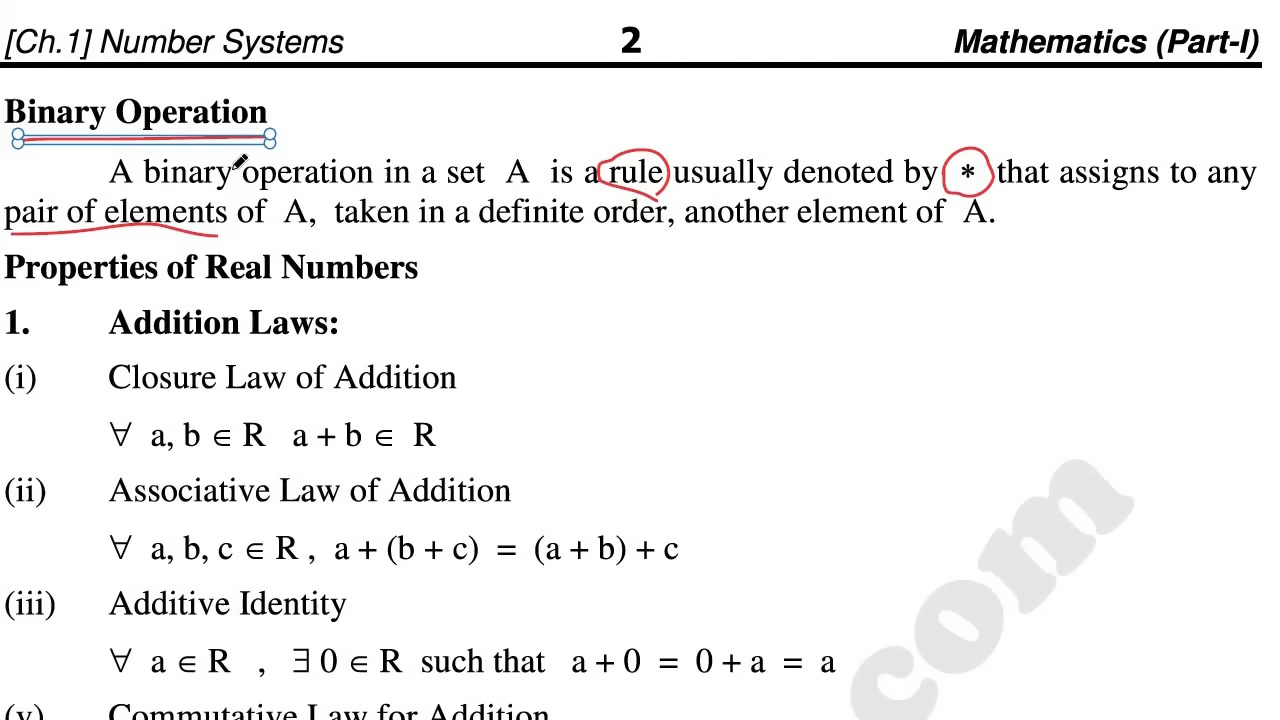 [Ch.1] Number Systems 2 Mathematics (Part-I)
Binary Operation
A binary operation in a set A is a rule usually denoted by * that assigns to any
pair of elements of A, taken in a definite order, another element of A.
Properties of Real Numbers
1. Addition Laws:
(i) Closure Law of Addition
∀ a, b ∈ R a + b ∈ R
(ii) Associative Law of Addition
∀ a, b, c ∈ R , a + (b + c) = (a + b) + c
(iii) Additive Identity
∀ a ∈ R , ∃ 0 ∈ R such that a + 0 = 0 + a = a
(v) Commutative Law for Addition
com